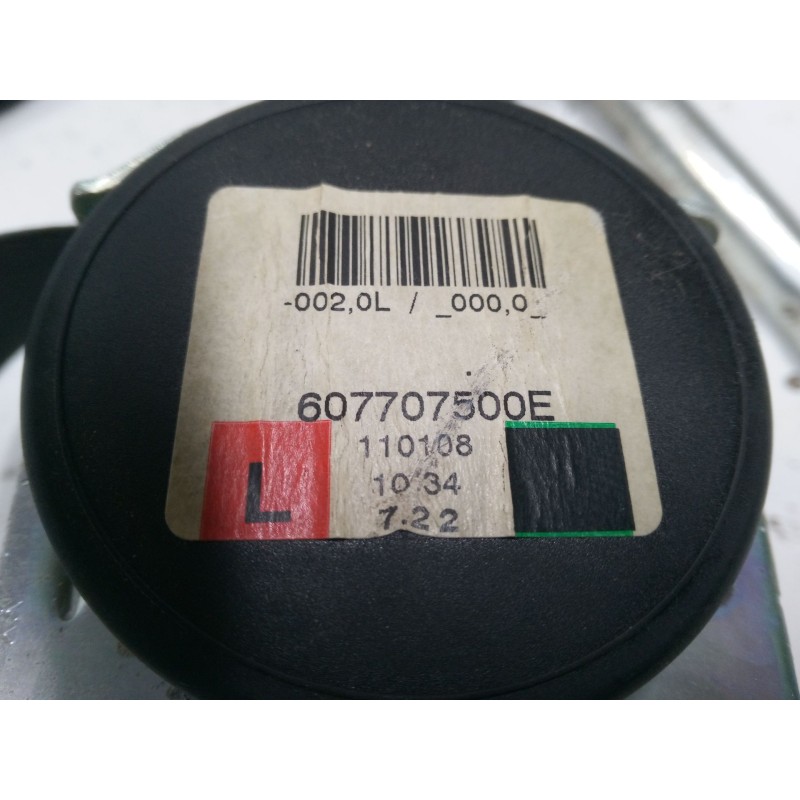 -002,0L / _000,0_
607707500E
110108
10 34
L
7.22